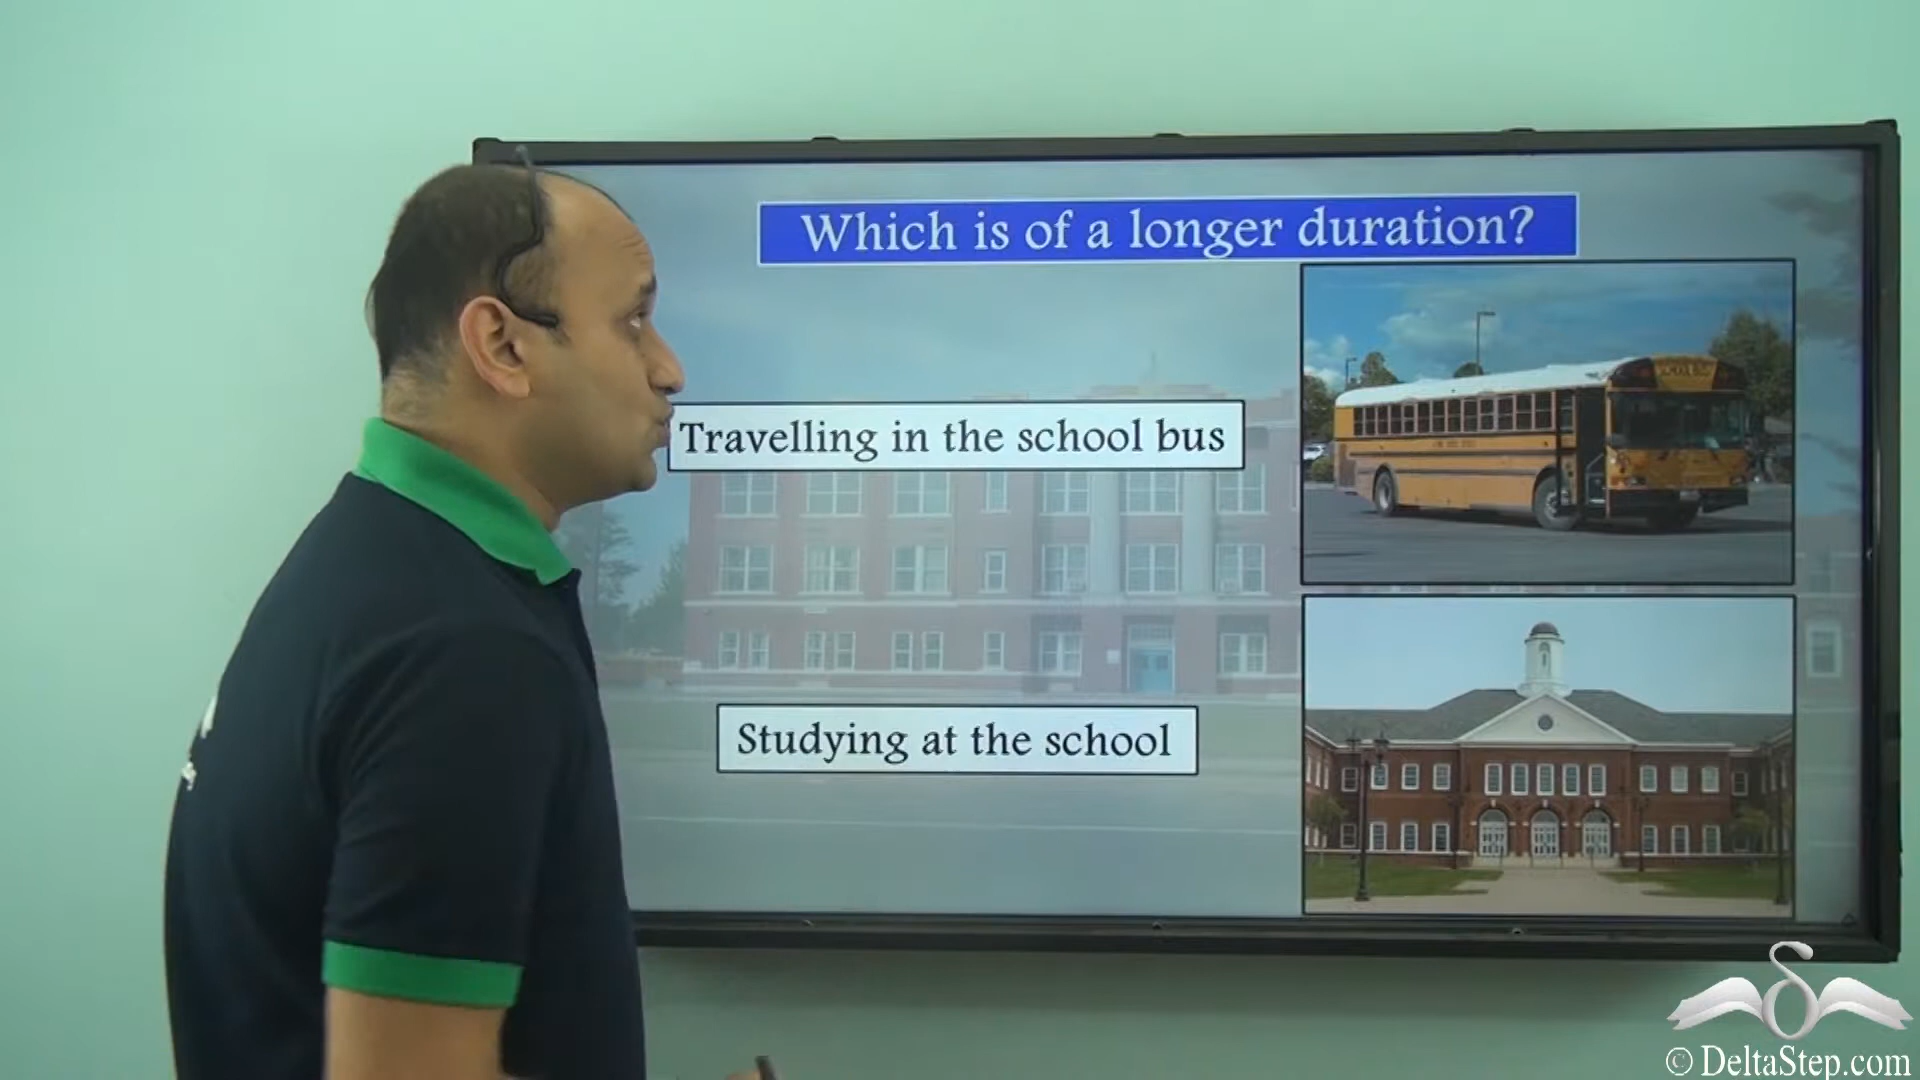 Which is of a longer duration?
Travelling in the school bus
Studying at the school
© DeltaStep.com